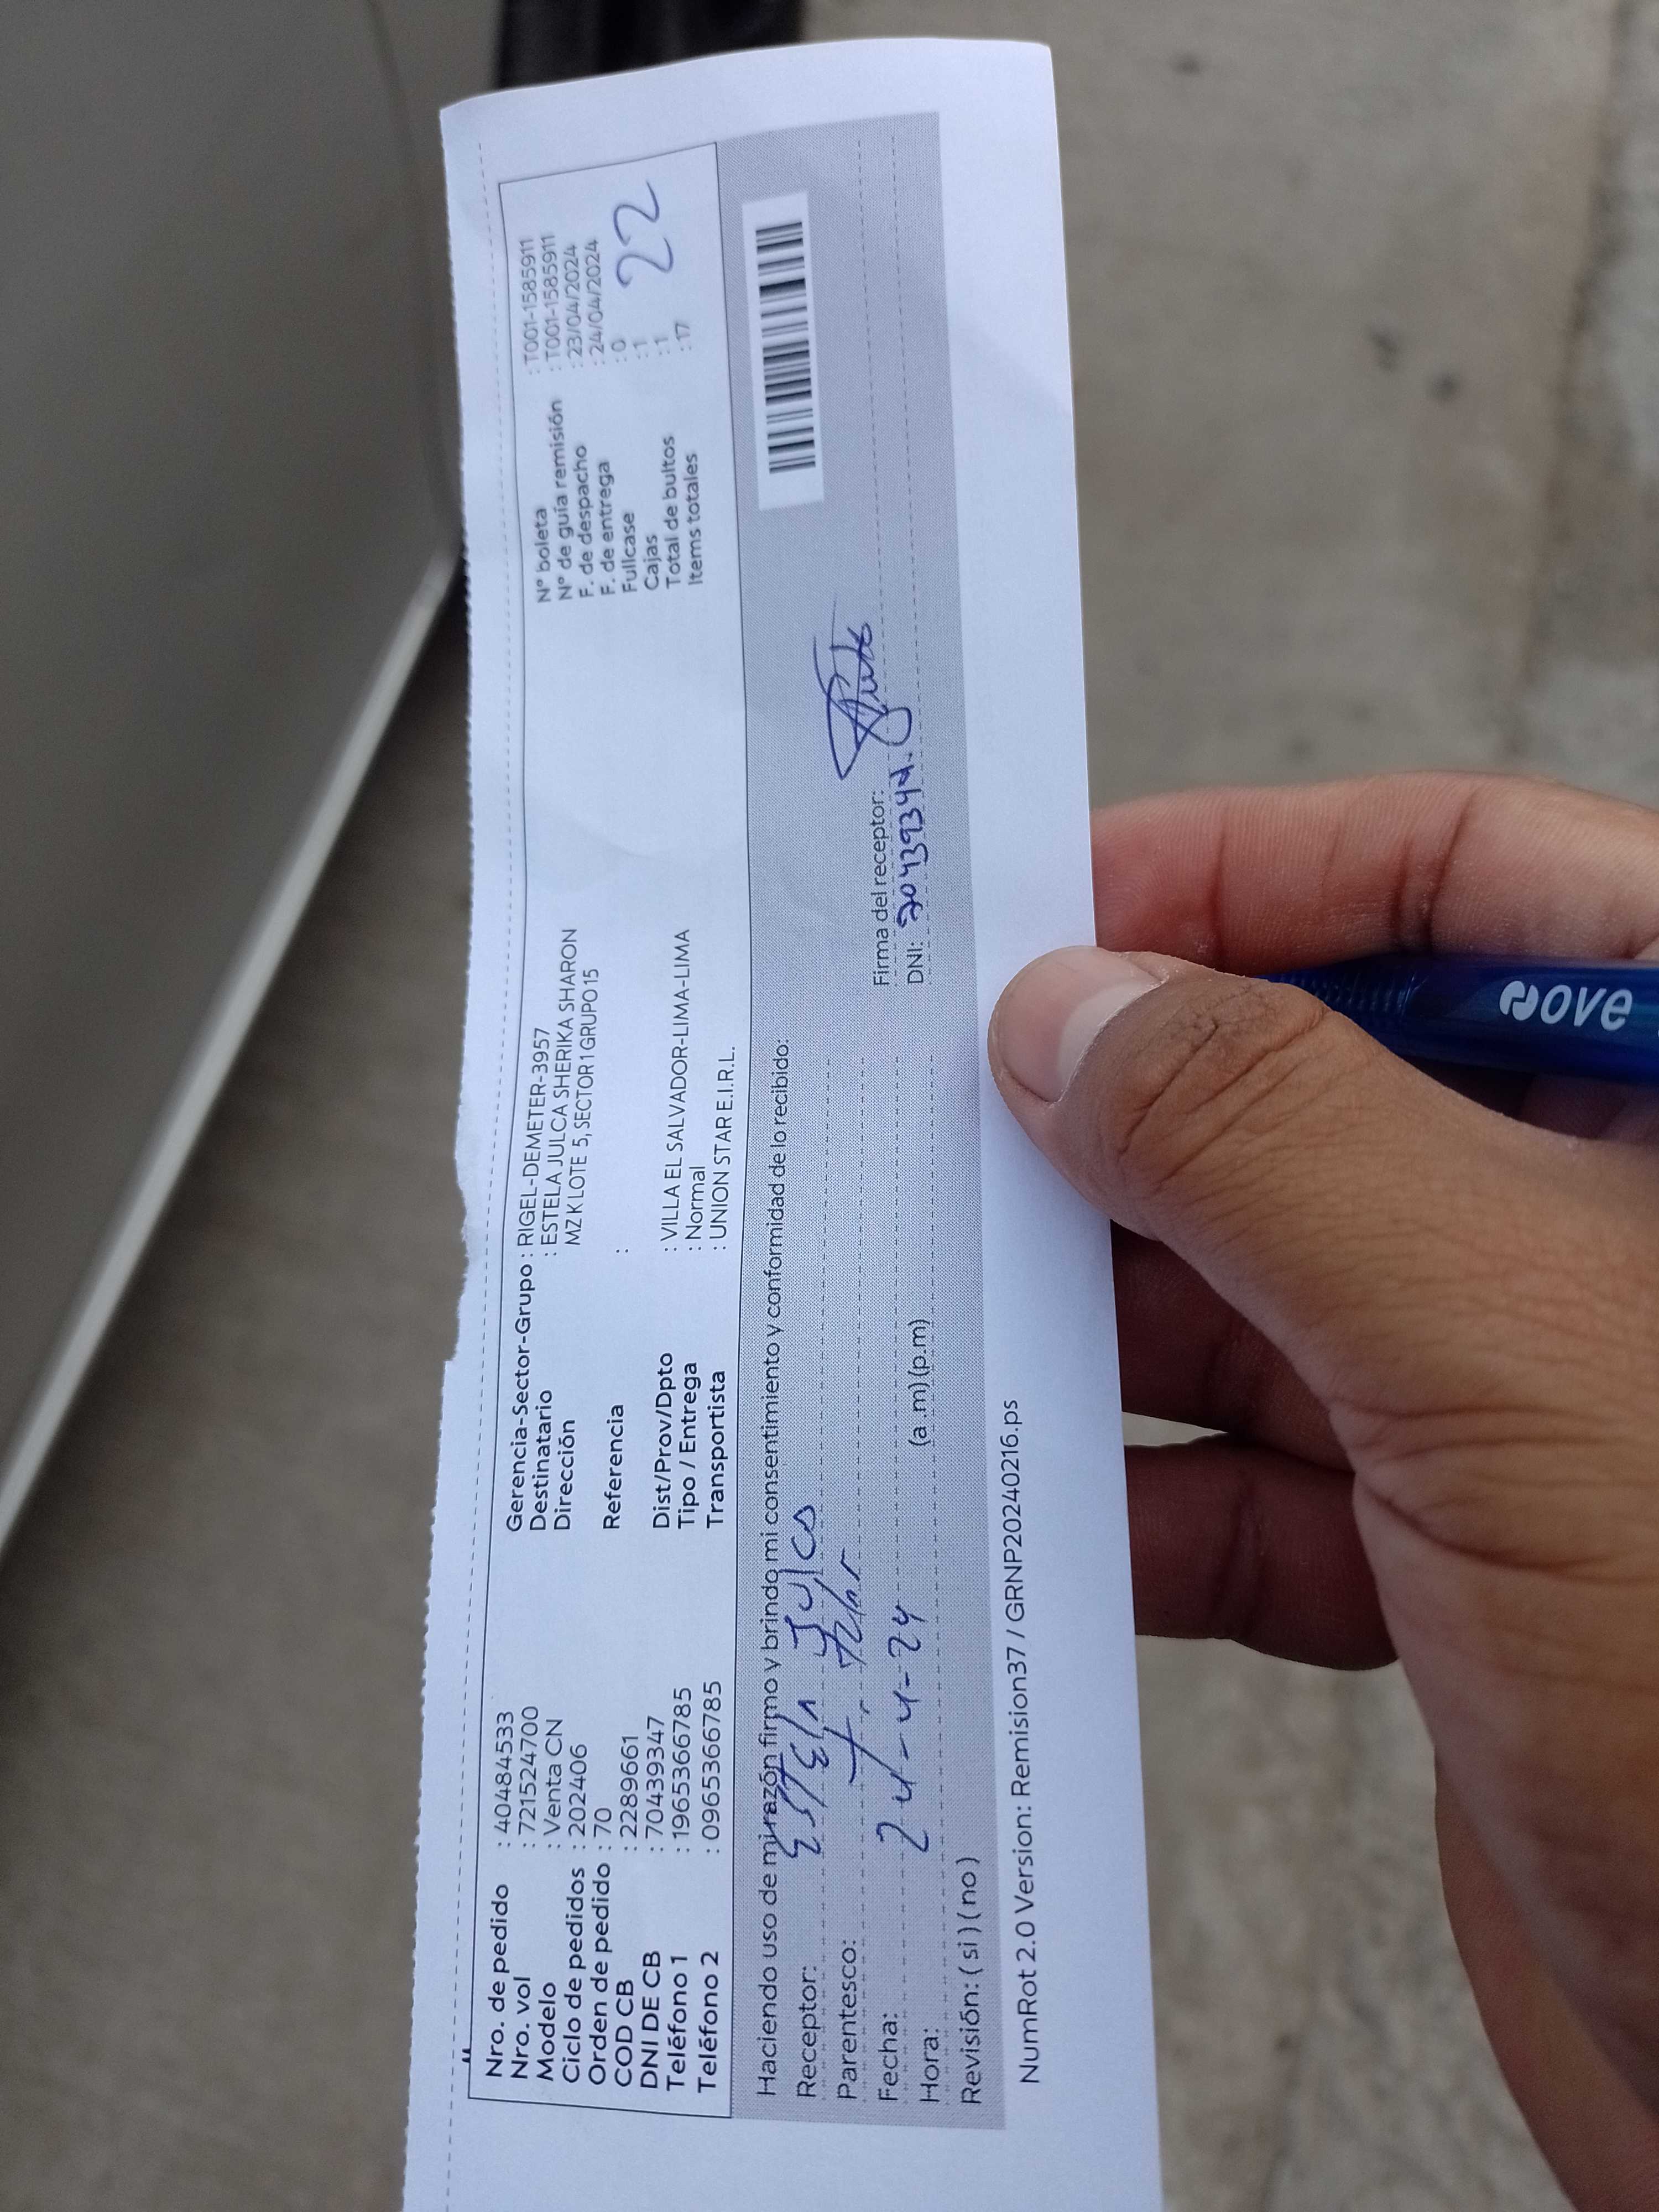 Nro. de pedido : 40484533
Nro. vol : 721524700
Modelo : Venta CN
Ciclo de pedidos : 202406
Orden de pedido : 70
COD CB : 2289661
DNI DE CB : 70439347
Teléfono 1 : 1965366785
Teléfono 2 : 0965366785
Gerencia-Sector-Grupo : RIGEL-DEMETER-3957
Destinatario : ESTELA JULCA SHERIKA SHARON
Dirección MZ K LOTE 5, SECTOR 1 GRUPO 15
Referencia :
Dist/Prov/Dpto : VILLA EL SALVADOR-LIMA-LIMA
Tipo / Entrega : Normal
Transportista : UNION STAR E.I.R.L.
N° boleta : T001-1585911
N° de guía remisión : T001-1585911
F. de despacho : 23/04/2024
F. de entrega : 24/04/2024
Fullcase : 0
Cajas : 1
Total de bultos : 1
Items totales : 17
22
Haciendo uso de mi razón firmo y brindo mi consentimiento y conformidad de lo recibido:
Receptor: ESTELA JULCA
Parentesco:
Fecha: 24-4-24
Hora: (a.m) (p.m)
Revisión: ( si ) ( no )
Firma del receptor:
DNI:
NumRot 2.0 Version: Remision37 / GRNP20240216.ps
ove